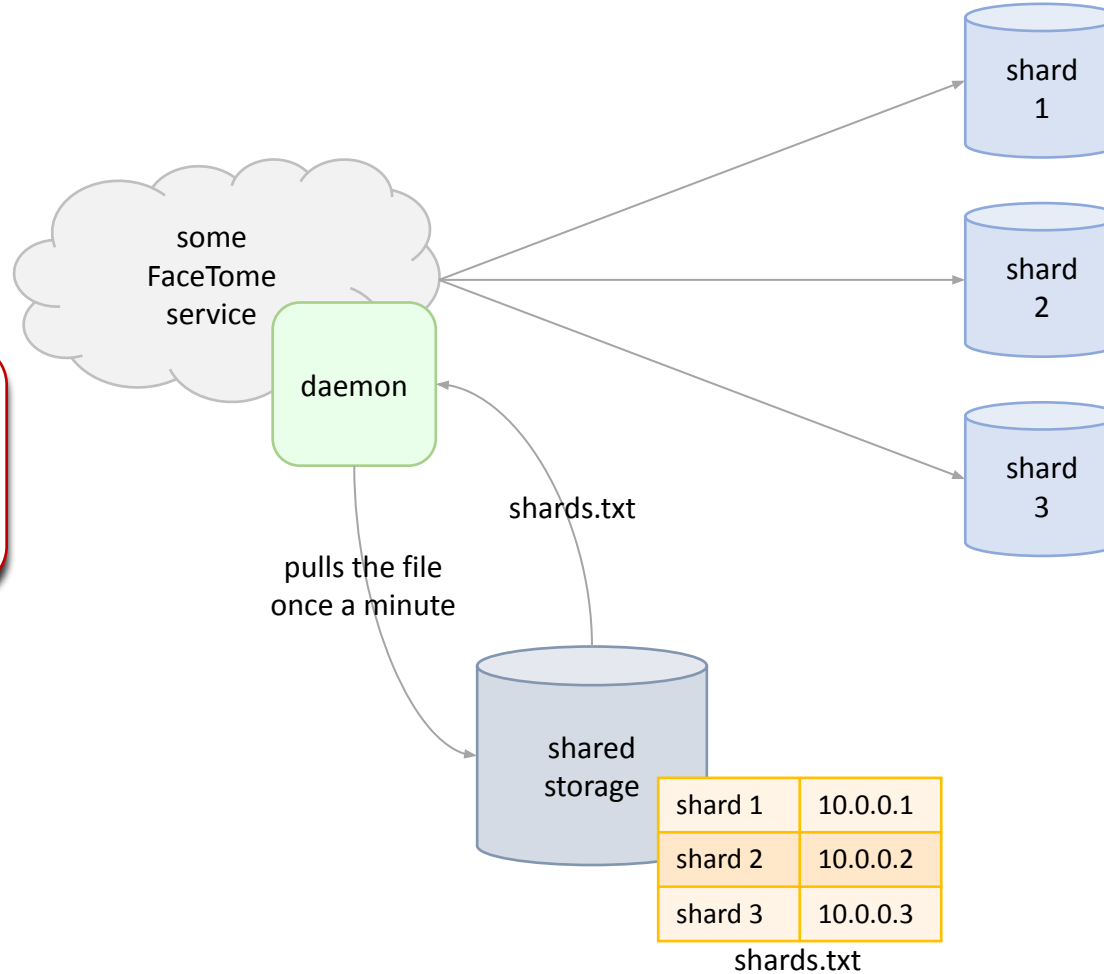 shard
1
some
FaceTome
service
shard
2
daemon
shard
3
shards.txt
pulls the file
once a minute
shared
storage
shard 1 10.0.0.1
shard 2 10.0.0.2
shard 3 10.0.0.3
shards.txt